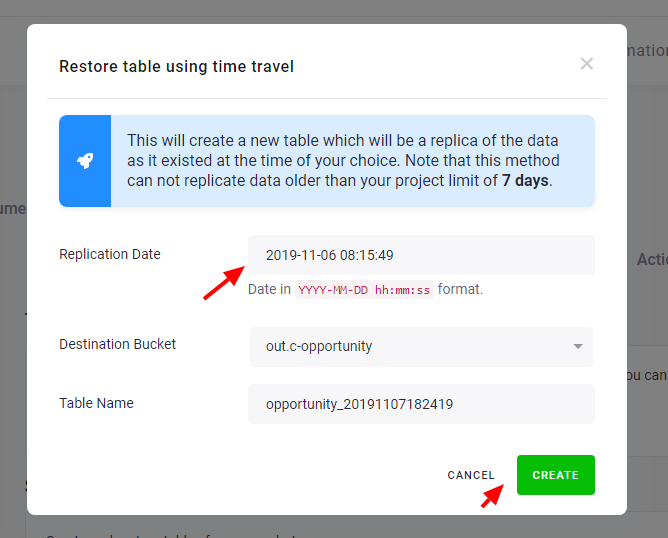 Restore table using time travel
This will create a new table which will be a replica of the data
as it existed at the time of your choice. Note that this method
can not replicate data older than your project limit of 7 days.
Replication Date
2019-11-06 08:15:49
Date in YYYY-MM-DD hh:mm:ss format.
Destination Bucket
out.c-opportunity
Table Name
opportunity_20191107182419
CANCEL
CREATE
ou can